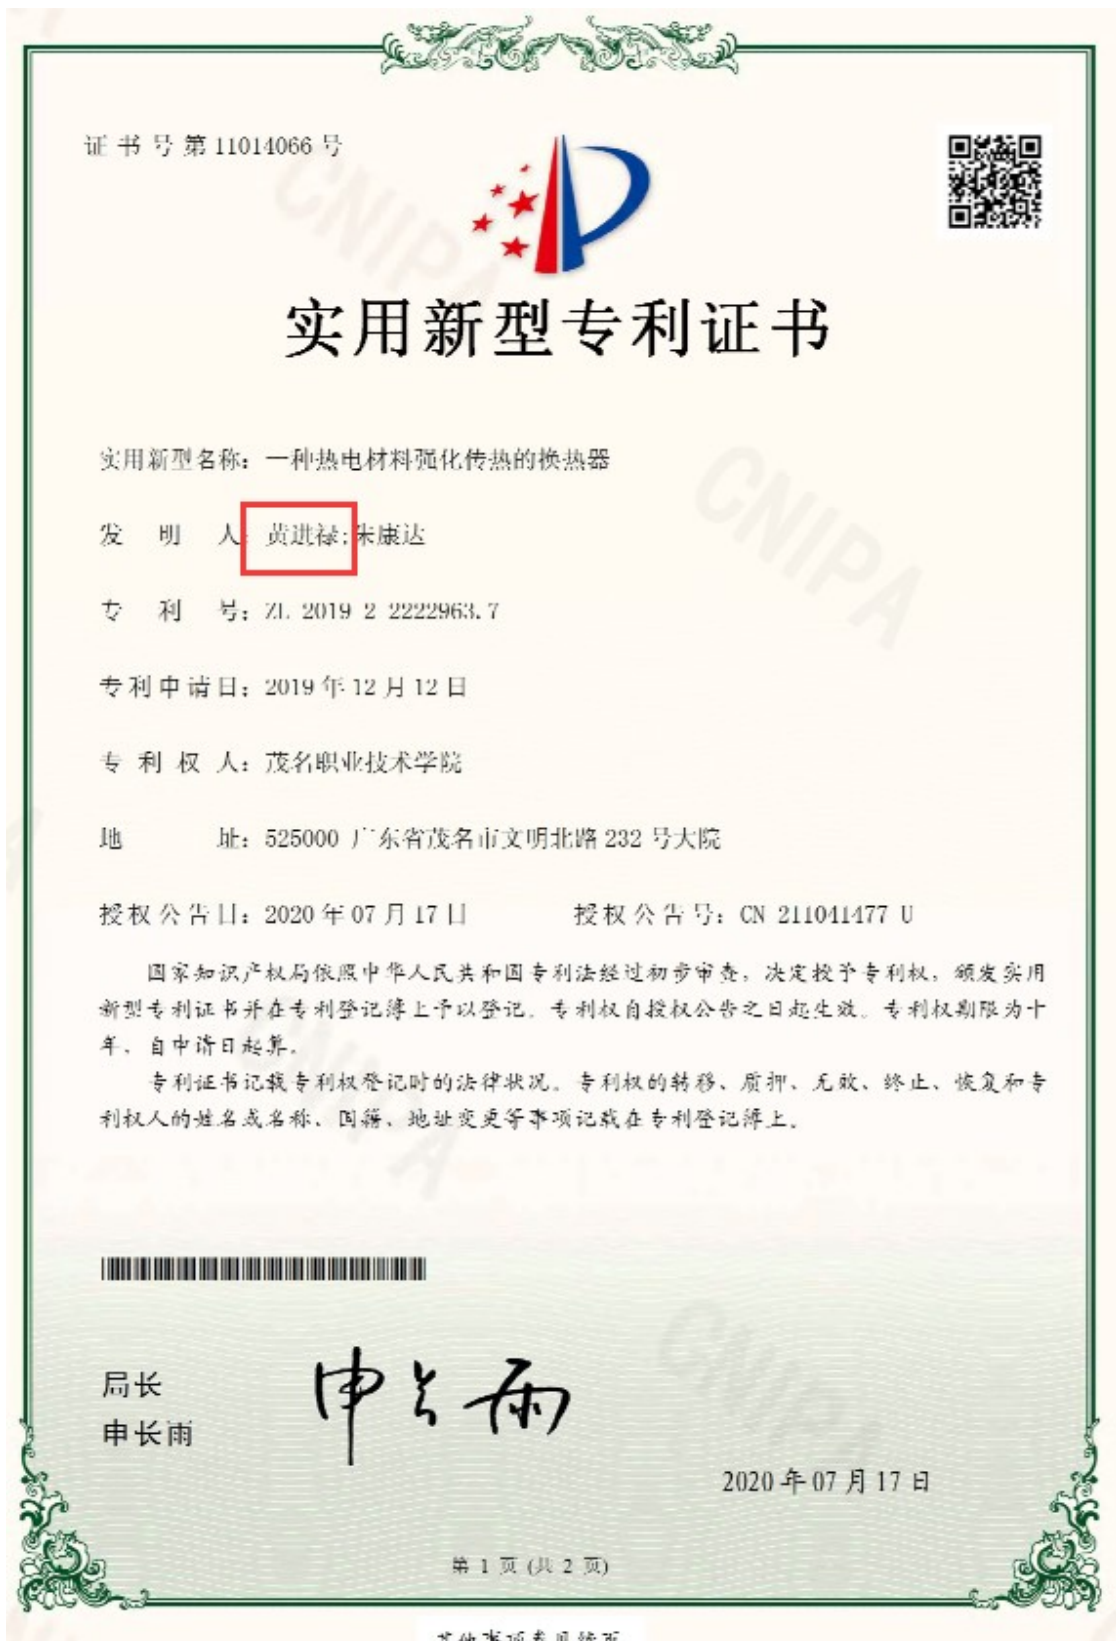 证书号第11014066号
实用新型专利证书
实用新型名称：一种热电材料强化传热的换热器
发明人：黄进禄;朱康达
专利号：ZL 2019 2 2222963.7
专利申请日：2019年12月12日
专利权人：茂名职业技术学院
地址：525000 广东省茂名市文明北路232号大院
授权公告日：2020年07月17日 授权公告号：CN 211041477 U
国家知识产权局依照中华人民共和国专利法经过初步审查，决定授予专利权，颁发实用
新型专利证书并在专利登记簿上予以登记。专利权自授权公告之日起生效。专利权期限为十
年，自申请日起算。
专利证书记载专利权登记时的法律状况。专利权的转移、质押、无效、终止、恢复和专
利权人的姓名或名称、国籍、地址变更等事项记载在专利登记簿上。
局长
申长雨
申长雨
2020年07月17日
第 1 页 (共 2 页)
其他事项参见续页
CNIPA
CNIPA
CNIPA
CNIPA